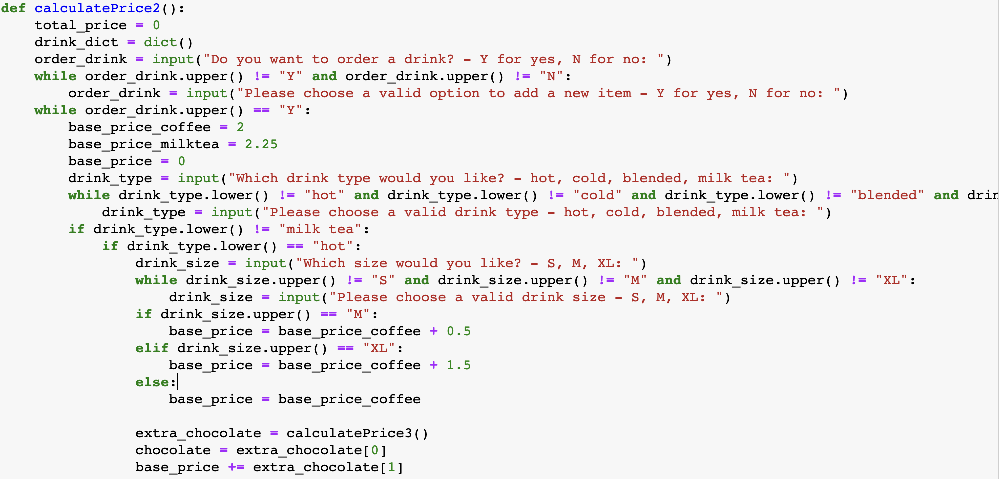 def calculatePrice2():
    total_price = 0
    drink_dict = dict()
    order_drink = input("Do you want to order a drink? - Y for yes, N for no: ")
    while order_drink.upper() != "Y" and order_drink.upper() != "N":
        order_drink = input("Please choose a valid option to add a new item - Y for yes, N for no: ")
    while order_drink.upper() == "Y":
        base_price_coffee = 2
        base_price_milktea = 2.25
        base_price = 0
        drink_type = input("Which drink type would you like? - hot, cold, blended, milk tea: ")
        while drink_type.lower() != "hot" and drink_type.lower() != "cold" and drink_type.lower() != "blended" and
            drink_type = input("Please choose a valid drink type - hot, cold, blended, milk tea: ")
        if drink_type.lower() != "milk tea":
            if drink_type.lower() == "hot":
                drink_size = input("Which size would you like? - S, M, XL: ")
                while drink_size.upper() != "S" and drink_size.upper() != "M" and drink_size.upper() != "XL":
                    drink_size = input("Please choose a valid drink size - S, M, XL: ")
                if drink_size.upper() == "M":
                    base_price = base_price_coffee + 0.5
                elif drink_size.upper() == "XL":
                    base_price = base_price_coffee + 1.5
                else:
                    base_price = base_price_coffee
                extra_chocolate = calculatePrice3()
                chocolate = extra_chocolate[0]
                base_price += extra_chocolate[1]